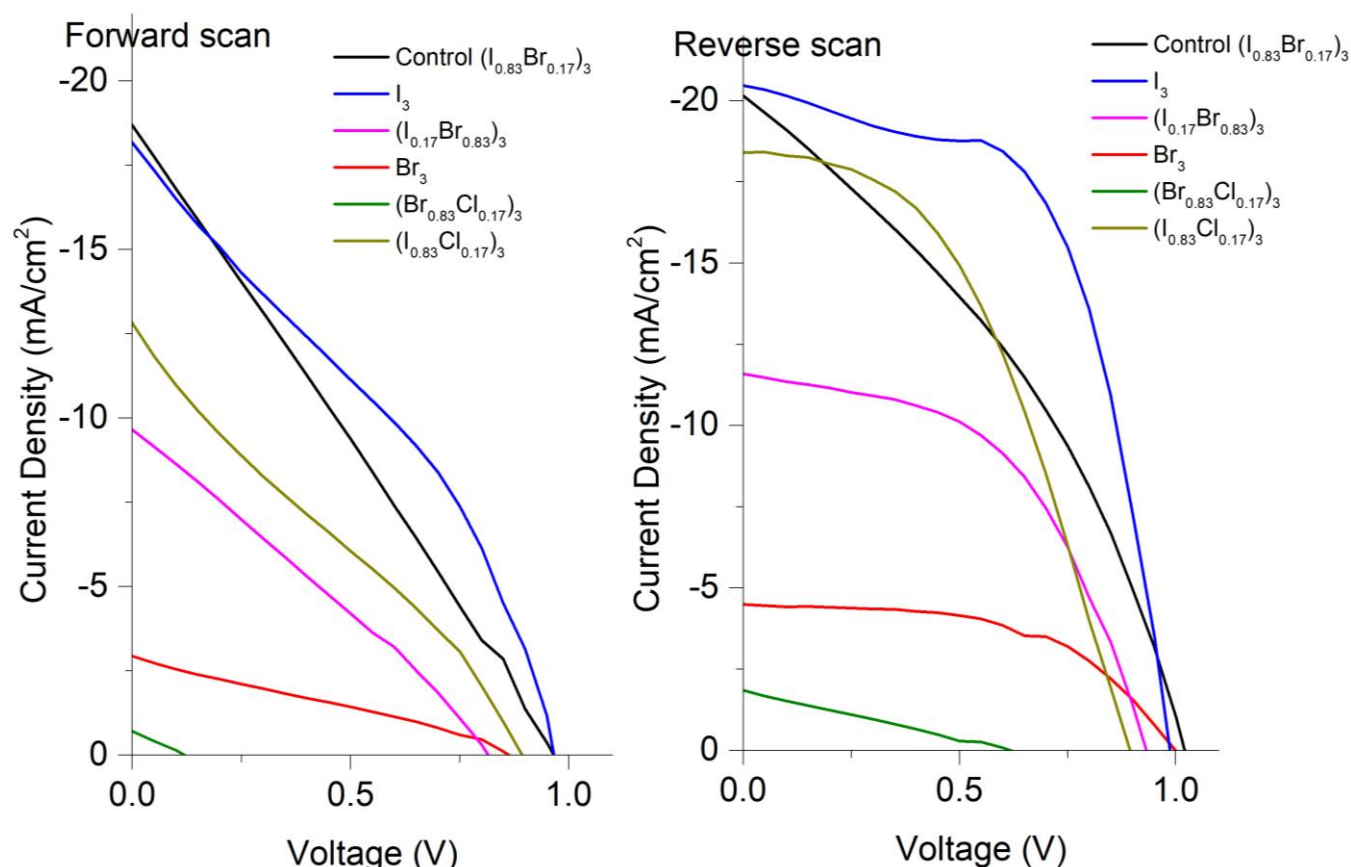 Forward scan
Control (I₀.₈₃Br₀.₁₇)₃
I₃
(I₀.₁₇Br₀.₈₃)₃
Br₃
(Br₀.₈₃Cl₀.₁₇)₃
(I₀.₈₃Cl₀.₁₇)₃
-20
-15
-10
-5
0
Current Density (mA/cm²)
0.0
0.5
1.0
Voltage (V)
Reverse scan
Control (I₀.₈₃Br₀.₁₇)₃
I₃
(I₀.₁₇Br₀.₈₃)₃
Br₃
(Br₀.₈₃Cl₀.₁₇)₃
(I₀.₈₃Cl₀.₁₇)₃
-20
-15
-10
-5
0
Current Density (mA/cm²)
0.0
0.5
1.0
Voltage (V)